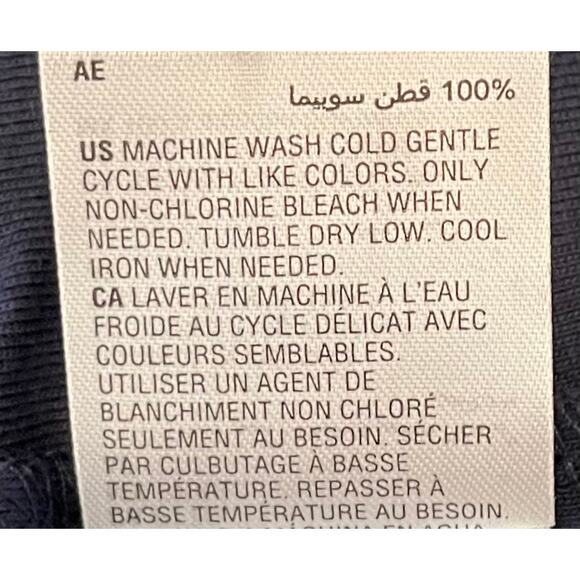 AE
100% قطن سوبيما
US MACHINE WASH COLD GENTLE
CYCLE WITH LIKE COLORS. ONLY
NON-CHLORINE BLEACH WHEN
NEEDED. TUMBLE DRY LOW. COOL
IRON WHEN NEEDED.
CA LAVER EN MACHINE À L'EAU
FROIDE AU CYCLE DÉLICAT AVEC
COULEURS SEMBLABLES.
UTILISER UN AGENT DE
BLANCHIMENT NON CHLORÉ
SEULEMENT AU BESOIN. SÉCHER
PAR CULBUTAGE À BASSE
TEMPÉRATURE. REPASSER À
BASSE TEMPÉRATURE AU BESOIN.
MÁQUINA EN AGUA